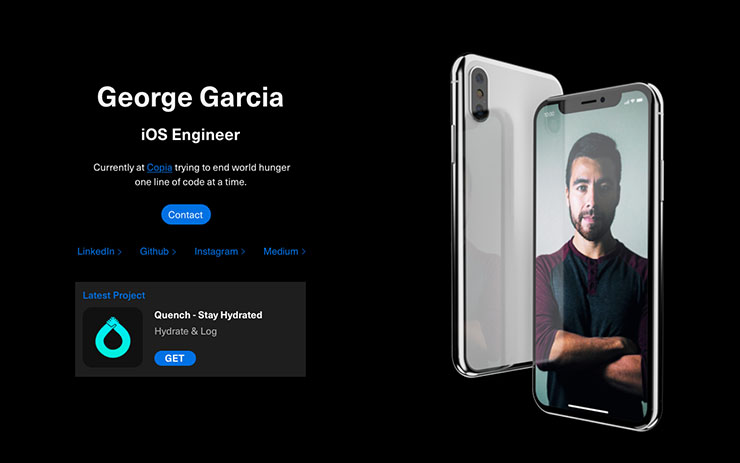 George Garcia
iOS Engineer
Currently at Copia trying to end world hunger
one line of code at a time.
Contact
LinkedIn > Github > Instagram > Medium >
Latest Project
Quench - Stay Hydrated
Hydrate & Log
GET